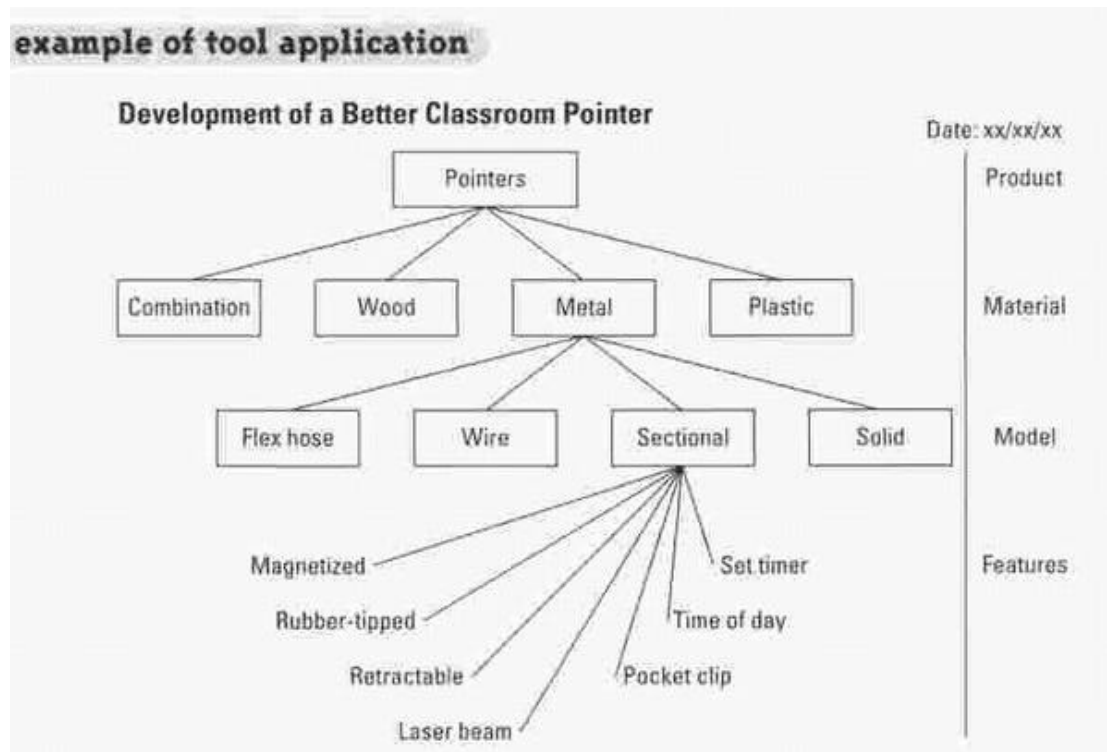 example of tool application
Development of a Better Classroom Pointer
Date: xx/xx/xx
Pointers
Product
Combination
Wood
Metal
Plastic
Material
Flex hose
Wire
Sectional
Solid
Model
Magnetized
Set timer
Features
Rubber-tipped
Time of day
Retractable
Pocket clip
Laser beam